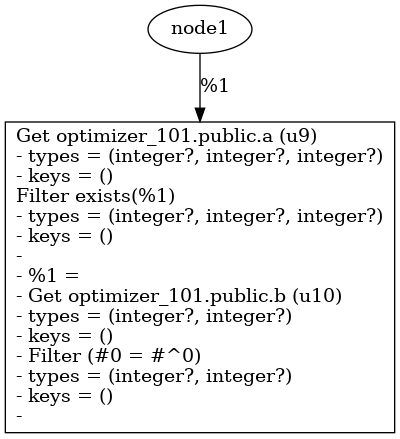 node1
%1
Get optimizer_101.public.a (u9)
- types = (integer?, integer?, integer?)
- keys = ()
Filter exists(%1)
- types = (integer?, integer?, integer?)
- keys = ()
-
- %1 =
- Get optimizer_101.public.b (u10)
- types = (integer?, integer?)
- keys = ()
- Filter (#0 = #^0)
- types = (integer?, integer?)
- keys = ()
-